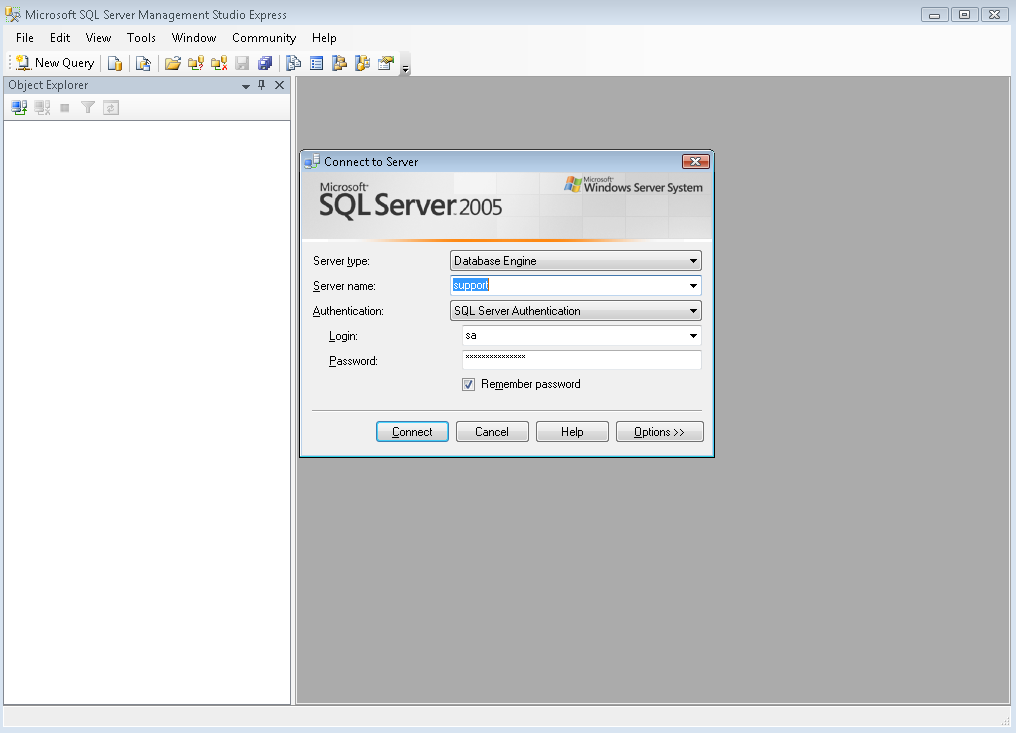 Microsoft SQL Server Management Studio Express
File Edit View Tools Window Community Help
New Query
Object Explorer
Connect to Server
Microsoft
SQL Server 2005
Microsoft
Windows Server System
Server type: Database Engine
Server name: support
Authentication: SQL Server Authentication
Login: sa
Password: xxxxxxxxxxxxxxx
Remember password
Connect Cancel Help Options >>